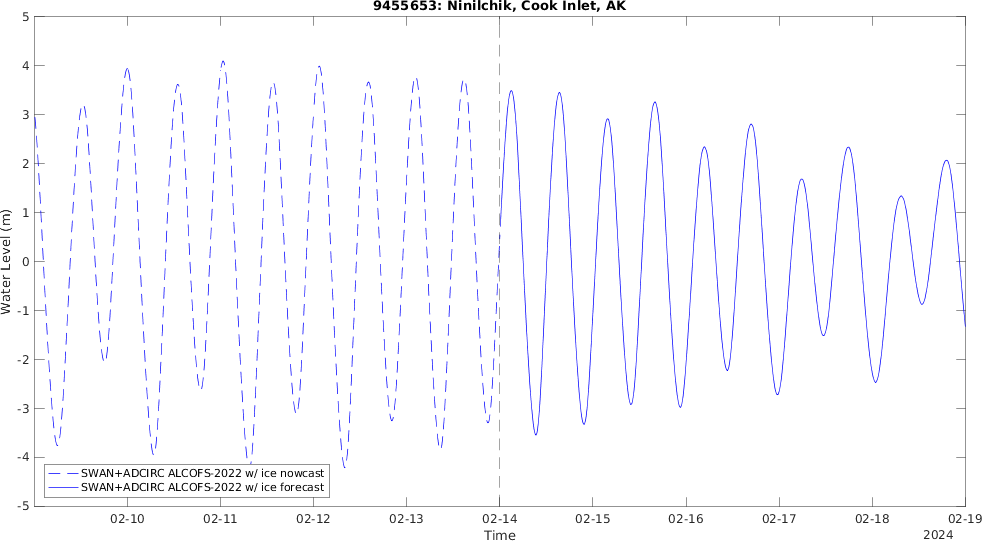 9455653: Ninilchik, Cook Inlet, AK
5
4
3
2
1
0
-1
-2
-3
-4
-5
Water Level (m)
SWAN+ADCIRC ALCOFS-2022 w/ ice nowcast
SWAN+ADCIRC ALCOFS-2022 w/ ice forecast
02-10 02-11 02-12 02-13 02-14 02-15 02-16 02-17 02-18 02-19
Time
2024